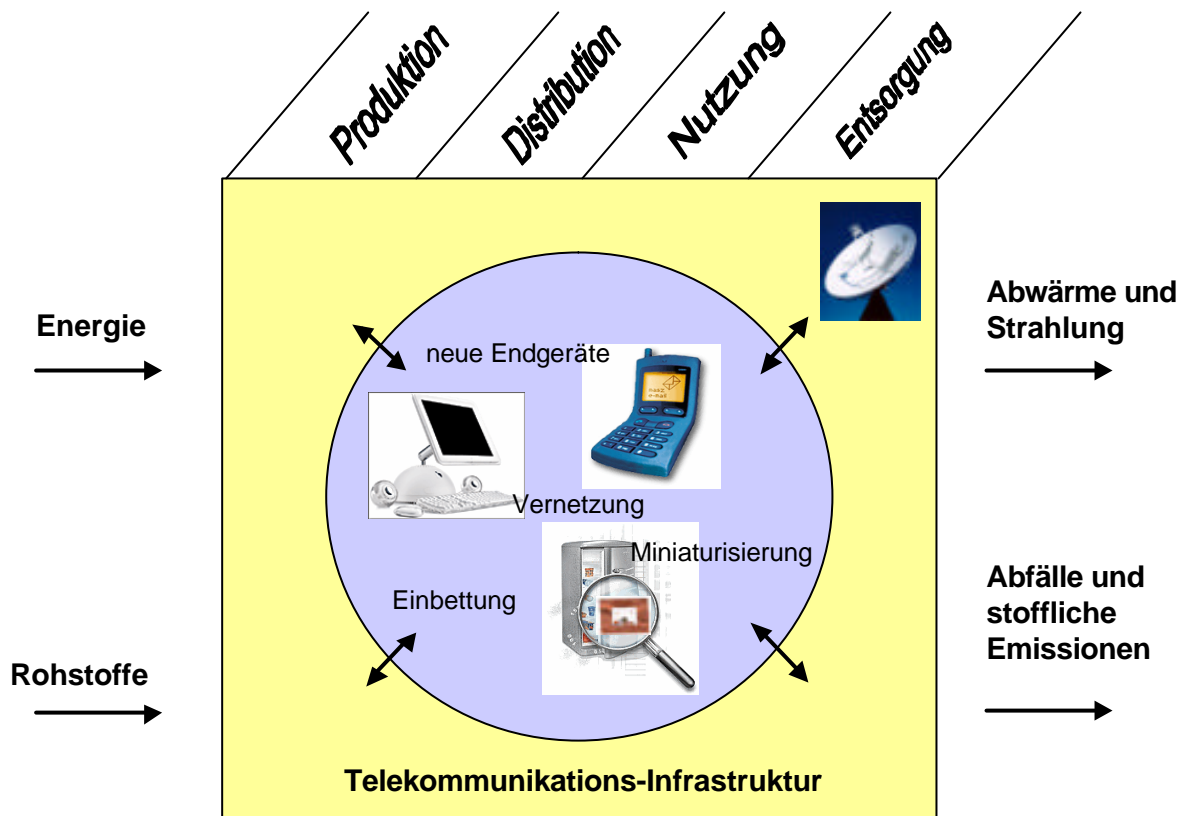 Produktion
Distribution
Nutzung
Entsorgung
Energie
Abwärme und
Strahlung
neue Endgeräte
Vernetzung
Miniaturisierung
Einbettung
Rohstoffe
Abfälle und
stoffliche
Emissionen
Telekommunikations-Infrastruktur